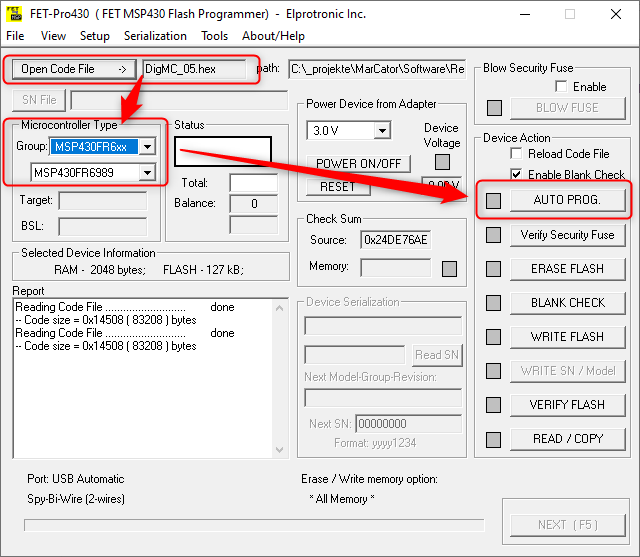 FET-Pro430 ( FET MSP430 Flash Programmer) - Elprotronic Inc.
File View Setup Serialization Tools About/Help
Open Code File -> DigMC_05.hex path: C:\_projekte\MarCator\Software\Re
SN File
Microcontroller Type
Group: MSP430FR6xx
MSP430FR6989
Target:
BSL:
Status
Total:
Balance: 0
Selected Device Information
RAM - 2048 bytes; FLASH - 127 kB;
Report
Reading Code File ........................... done
-- Code size = 0x14508 ( 83208 ) bytes
Reading Code File ........................... done
-- Code size = 0x14508 ( 83208 ) bytes
Power Device from Adapter
3.0 V
Device
Voltage
POWER ON/OFF
RESET
Check Sum
Source: 0x24DE76AE
Memory:
Device Serialization
Read SN
Next Model-Group-Revision:
Next SN: 00000000
Format: yyyy1234
Blow Security Fuse
Enable
BLOW FUSE
Device Action
Reload Code File
Enable Blank Check
AUTO PROG.
Verify Security Fuse
ERASE FLASH
BLANK CHECK
WRITE FLASH
WRITE SN / Model
VERIFY FLASH
READ / COPY
Port: USB Automatic
Spy-Bi-Wire (2-wires)
Erase / Write memory option:
* All Memory *
NEXT ( F5 )